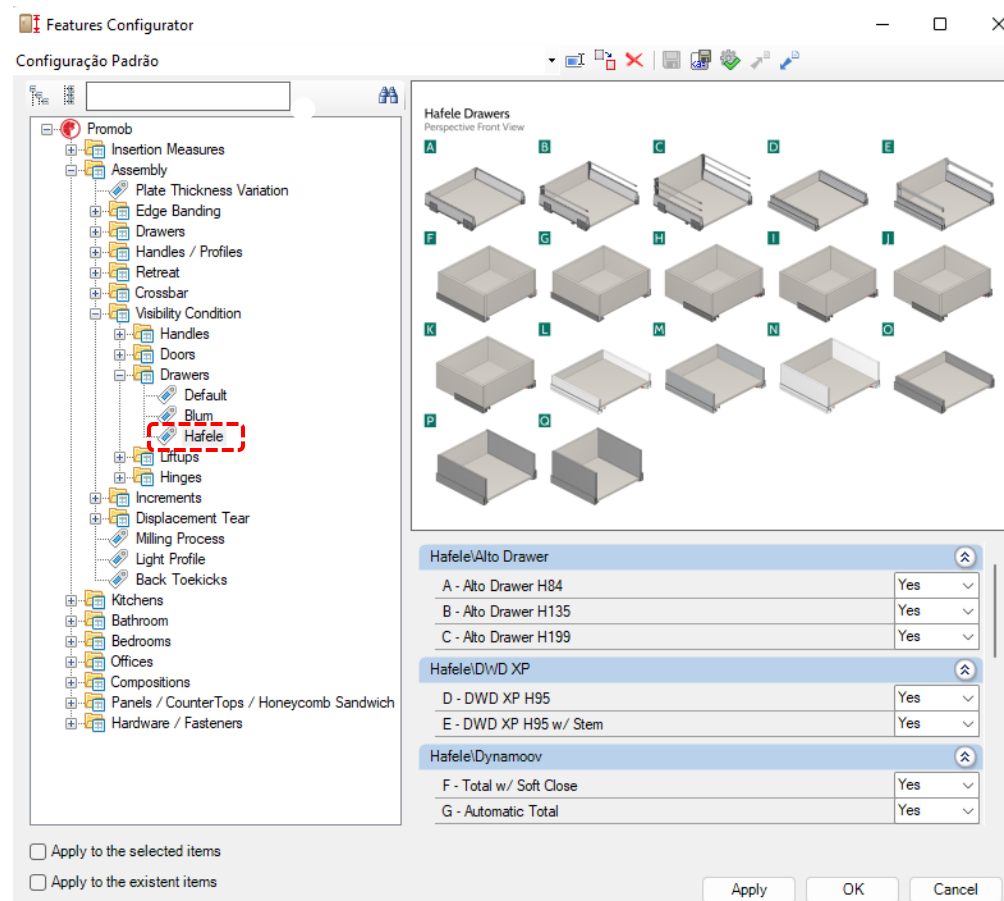 Features Configurator
Configuração Padrão
Promob
Insertion Measures
Assembly
Plate Thickness Variation
Edge Banding
Drawers
Handles / Profiles
Retreat
Crossbar
Visibility Condition
Handles
Doors
Drawers
Default
Blum
Hafele
Liftups
Hinges
Increments
Displacement Tear
Milling Process
Light Profile
Back Toekicks
Kitchens
Bathroom
Bedrooms
Offices
Compositions
Panels / CounterTops / Honeycomb Sandwich
Hardware / Fasteners
Hafele Drawers
Perspective Front View
A B C D E
F G H I J
K L M N O
P Q
Hafele\Alto Drawer
A - Alto Drawer H84 Yes
B - Alto Drawer H135 Yes
C - Alto Drawer H199 Yes
Hafele\DWD XP
D - DWD XP H95 Yes
E - DWD XP H95 w/ Stem Yes
Hafele\Dynamoov
F - Total w/ Soft Close Yes
G - Automatic Total Yes
Apply to the selected items
Apply to the existent items
Apply OK Cancel